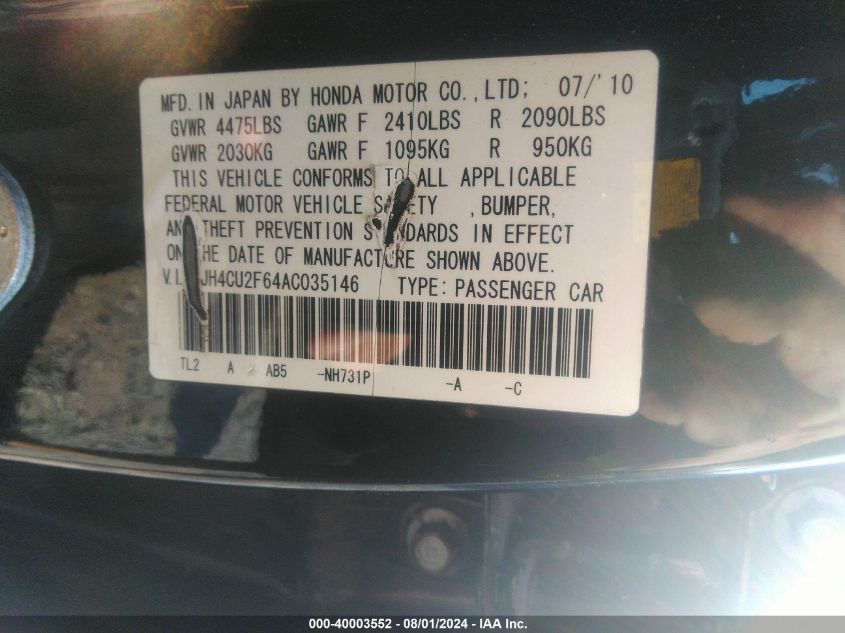 MFD. IN JAPAN BY HONDA MOTOR CO., LTD; 07/'10
GVWR 4475LBS GAWR F 2410LBS R 2090LBS
GVWR 2030KG GAWR F 1095KG R 950KG
THIS VEHICLE CONFORMS TO ALL APPLICABLE
FEDERAL MOTOR VEHICLE SAFETY , BUMPER,
AND THEFT PREVENTION STANDARDS IN EFFECT
ON THE DATE OF MANUFACTURE SHOWN ABOVE.
V.I. JH4CU2F64AC035146 TYPE: PASSENGER CAR
TL2 A AB5 -NH731P -A -C
000-40003552 - 08/01/2024 - IAA Inc.